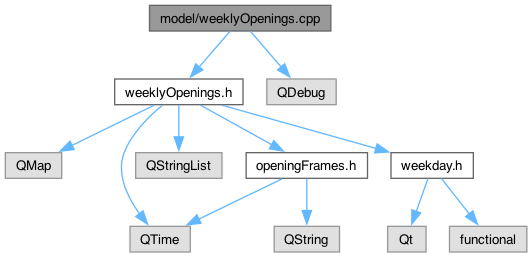 model/weeklyOpenings.cpp
weeklyOpenings.h
QDebug
QMap
QStringList
openingFrames.h
weekday.h
QTime
QString
Qt
functional